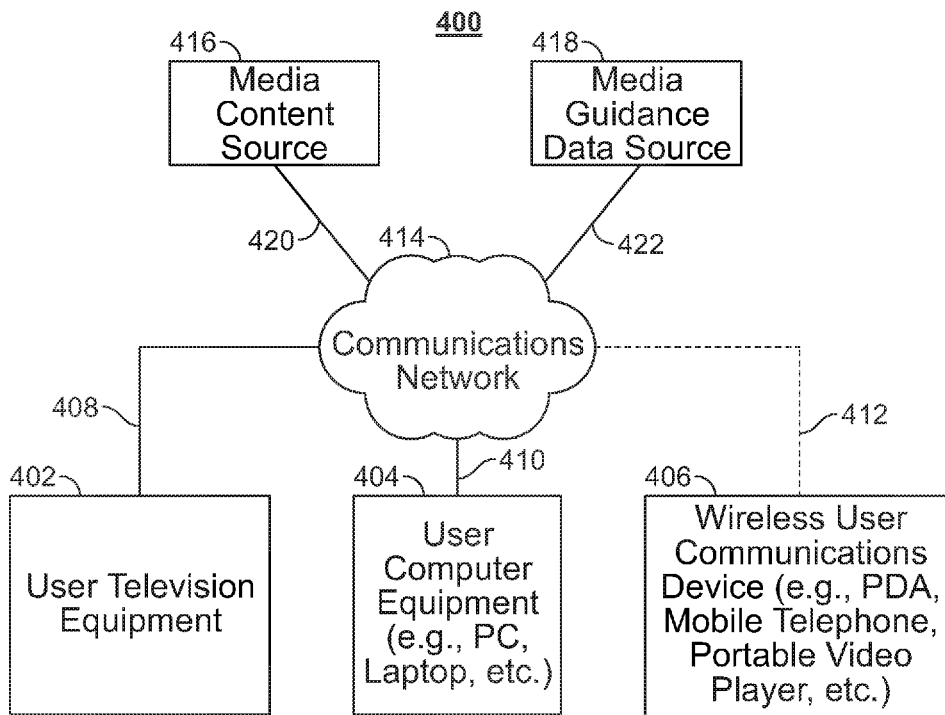 400
416
418
Media
Content
Source
Media
Guidance
Data Source
420
414
422
Communications
Network
408
412
402
404
410
406
User Television
Equipment
User
Computer
Equipment
(e.g., PC,
Laptop, etc.)
Wireless User
Communications
Device (e.g., PDA,
Mobile Telephone,
Portable Video
Player, etc.)